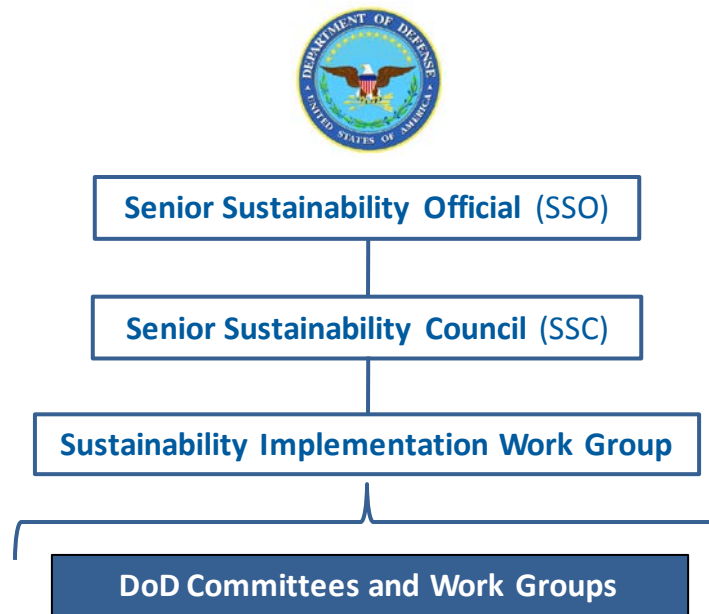 DEPARTMENT OF DEFENSE
UNITED STATES OF AMERICA
Senior Sustainability Official (SSO)
Senior Sustainability Council (SSC)
Sustainability Implementation Work Group
DoD Committees and Work Groups